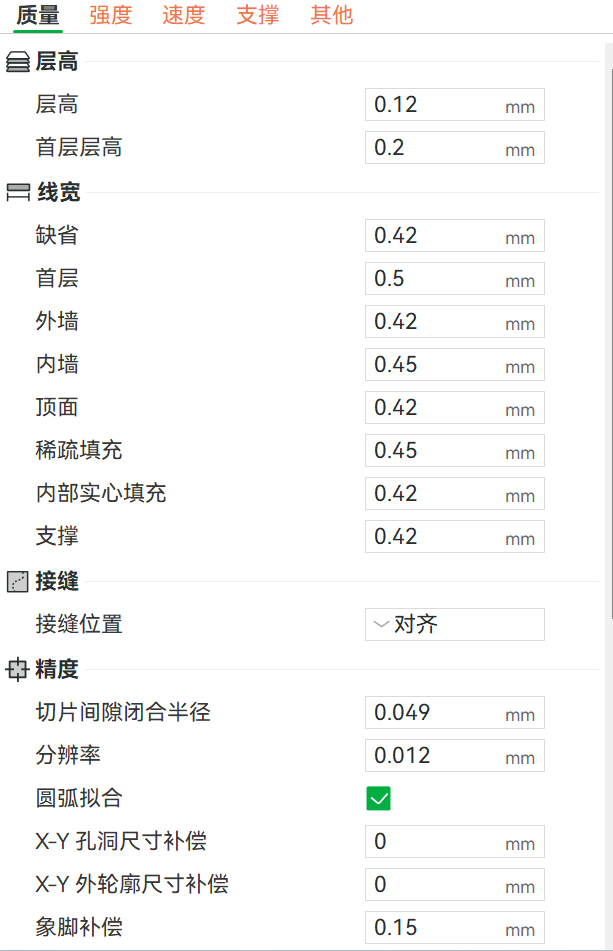 质量 强度 速度 支撑 其他
层高
层高 0.12 mm
首层层高 0.2 mm
线宽
缺省 0.42 mm
首层 0.5 mm
外墙 0.42 mm
内墙 0.45 mm
顶面 0.42 mm
稀疏填充 0.45 mm
内部实心填充 0.42 mm
支撑 0.42 mm
接缝
接缝位置 对齐
精度
切片间隙闭合半径 0.049 mm
分辨率 0.012 mm
圆弧拟合
X-Y 孔洞尺寸补偿 0 mm
X-Y 外轮廓尺寸补偿 0 mm
象脚补偿 0.15 mm